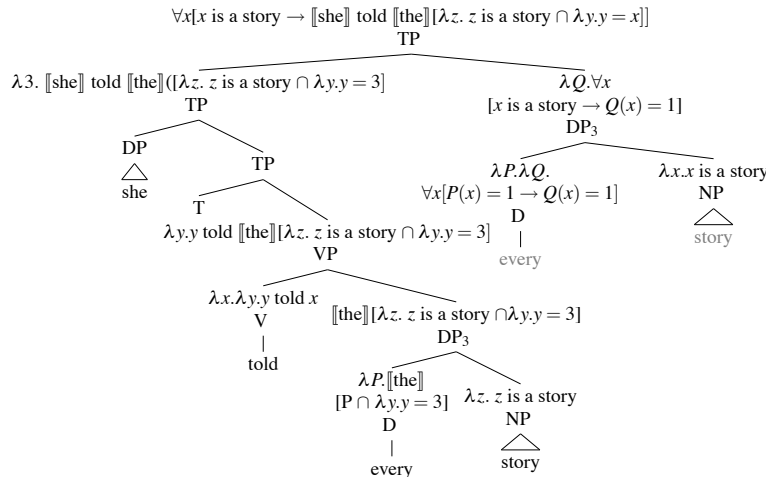 ∀x[x is a story → ⟦she⟧ told ⟦the⟧[λz. z is a story ∩ λy.y = x]]
TP
λ3. ⟦she⟧ told ⟦the⟧([λz. z is a story ∩ λy.y = 3]
TP
λQ.∀x
[x is a story → Q(x) = 1]
DP₃
DP
she
TP
λP.λQ.
∀x[P(x) = 1 → Q(x) = 1]
D
every
λx.x is a story
NP
story
T
λy.y told ⟦the⟧[λz. z is a story ∩ λy.y = 3]
VP
λx.λy.y told x
V
told
⟦the⟧[λz. z is a story ∩λy.y = 3]
DP₃
λP.⟦the⟧
[P ∩ λy.y = 3]
D
every
λz. z is a story
NP
story